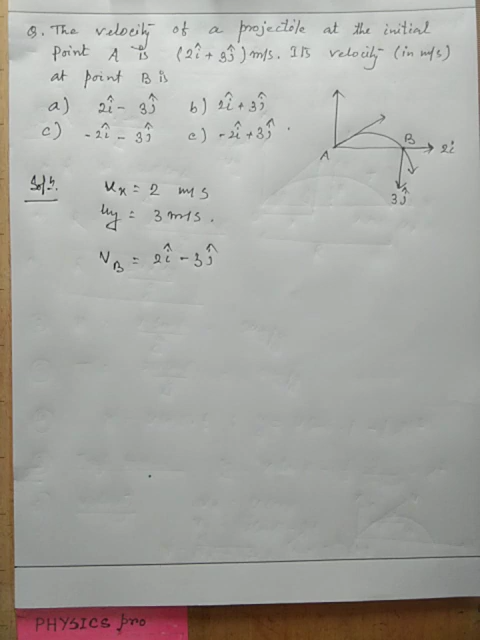 Q. The velocity of a projectile at the initial
point A is (2î + 3ĵ) m/s. Its velocity (in m/s)
at point B is
a) 2î - 3ĵ b) 2î + 3ĵ
c) -2î - 3ĵ c) -2î + 3ĵ.
A B 2i
3ĵ
Soln.
ux = 2 m/s
uy = 3 m/s.
VB = 2î - 3ĵ
PHYSICS pro